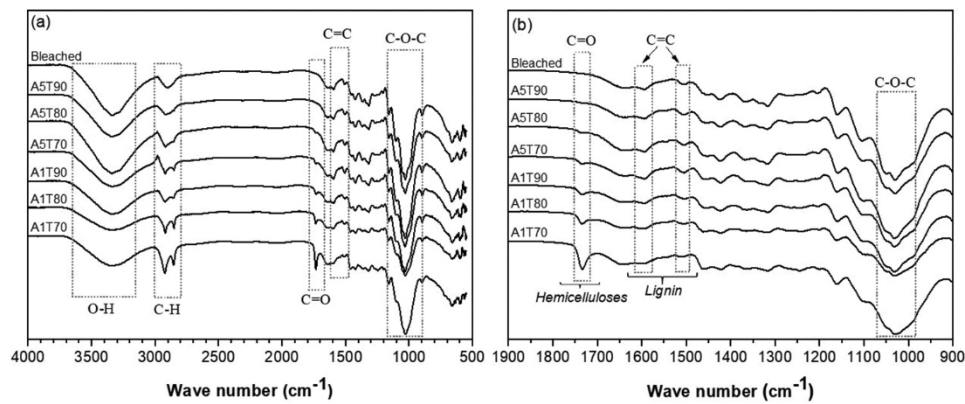 (a)
C=C
C-O-C
Bleached
A5T90
A5T80
A5T70
A1T90
A1T80
A1T70
O-H
C-H
C=O
4000 3500 3000 2500 2000 1500 1000 500
Wave number (cm⁻¹)
(b)
C=O
C=C
C-O-C
Bleached
A5T90
A5T80
A5T70
A1T90
A1T80
A1T70
Hemicelluloses
Lignin
1900 1800 1700 1600 1500 1400 1300 1200 1100 1000 900
Wave number (cm⁻¹)